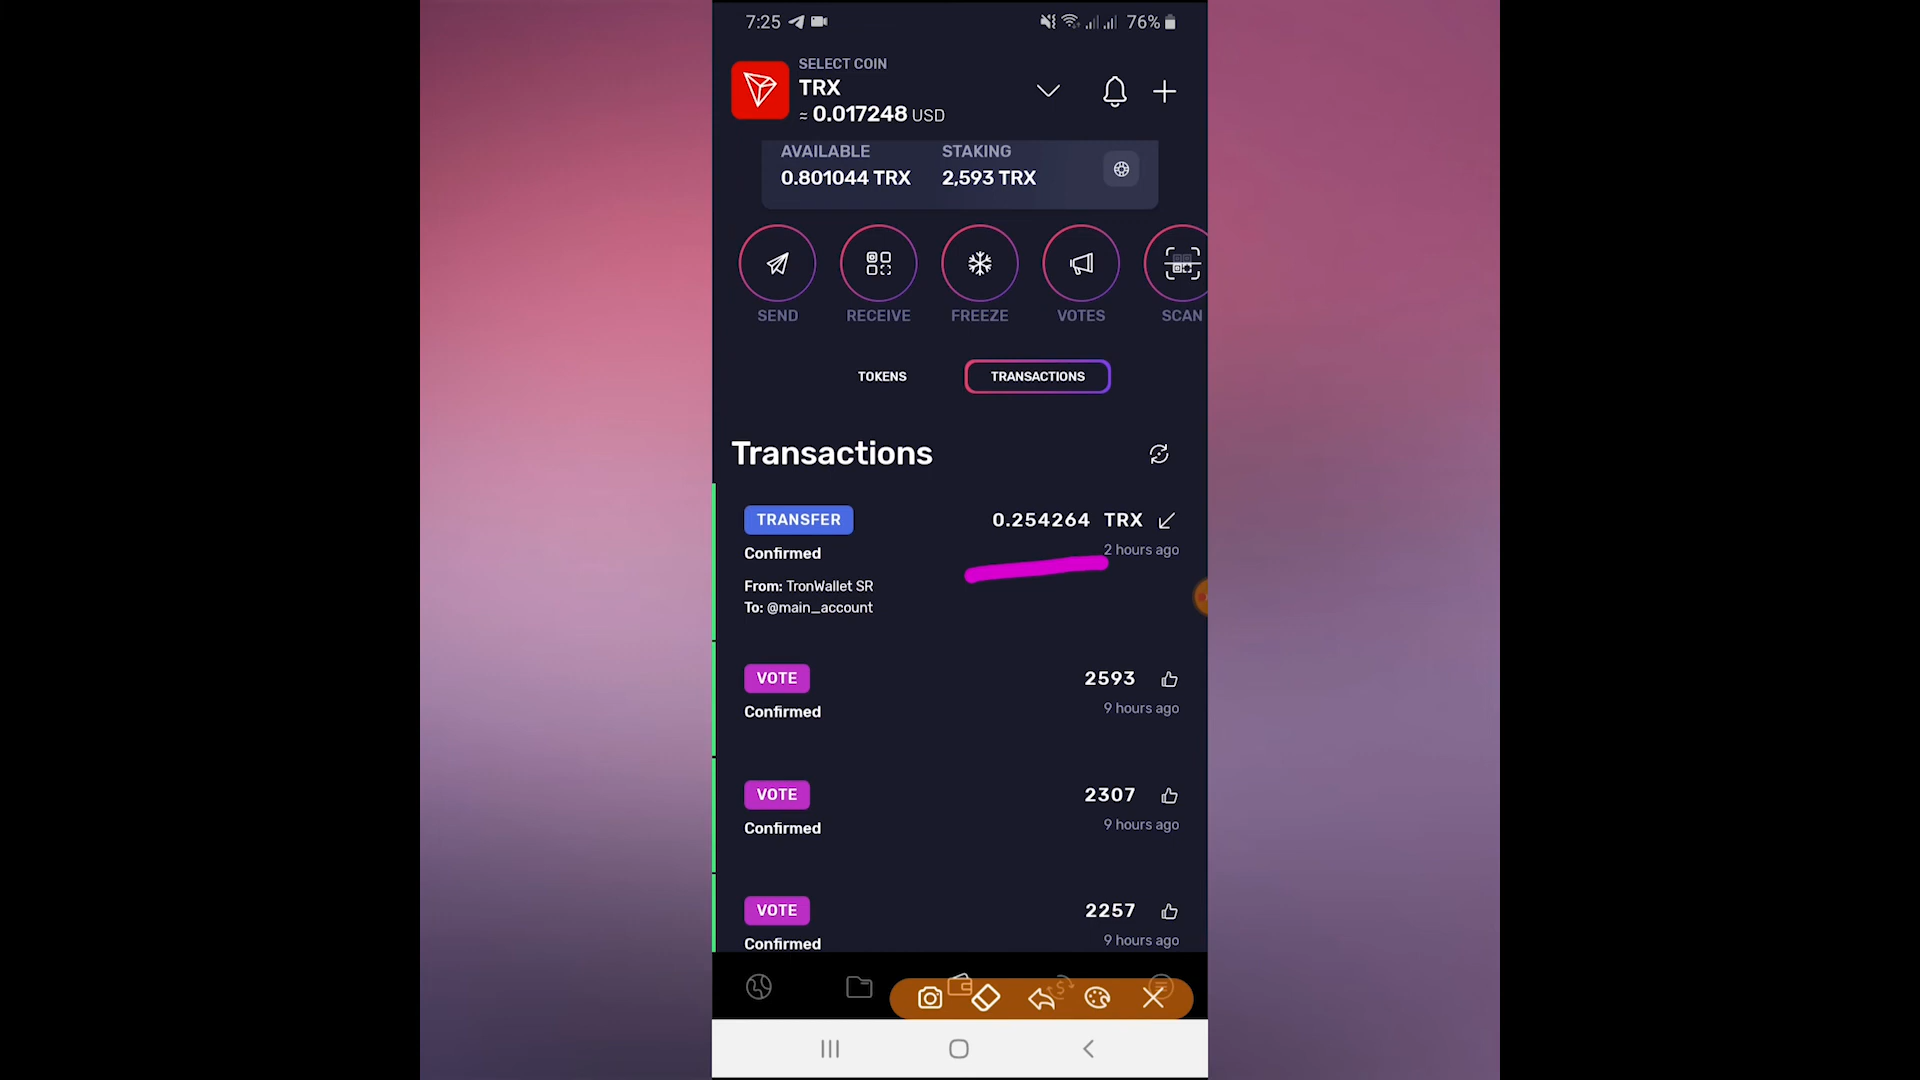 7:25
76%
SELECT COIN
TRX
≈ 0.017248 USD
AVAILABLE
STAKING
0.801044 TRX
2,593 TRX
SEND
RECEIVE
FREEZE
VOTES
SCAN
TOKENS
TRANSACTIONS
Transactions
TRANSFER
0.254264 TRX
Confirmed
2 hours ago
From: TronWallet SR
To: @main_account
VOTE
2593
Confirmed
9 hours ago
VOTE
2307
9 hours ago
Confirmed
VOTE
2257
9 hours ago
Confirmed